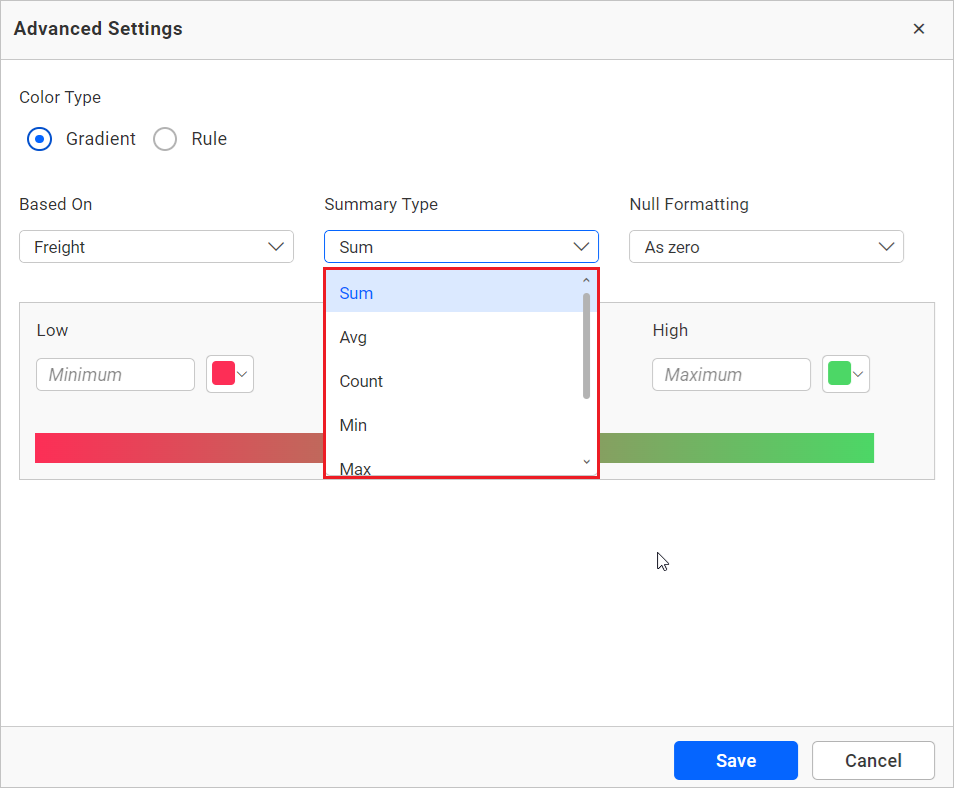 Advanced Settings
Color Type
Gradient Rule
Based On Summary Type Null Formatting
Freight Sum As zero
Sum
Avg
Count
Min
Max
Low High
Minimum Maximum
Save Cancel